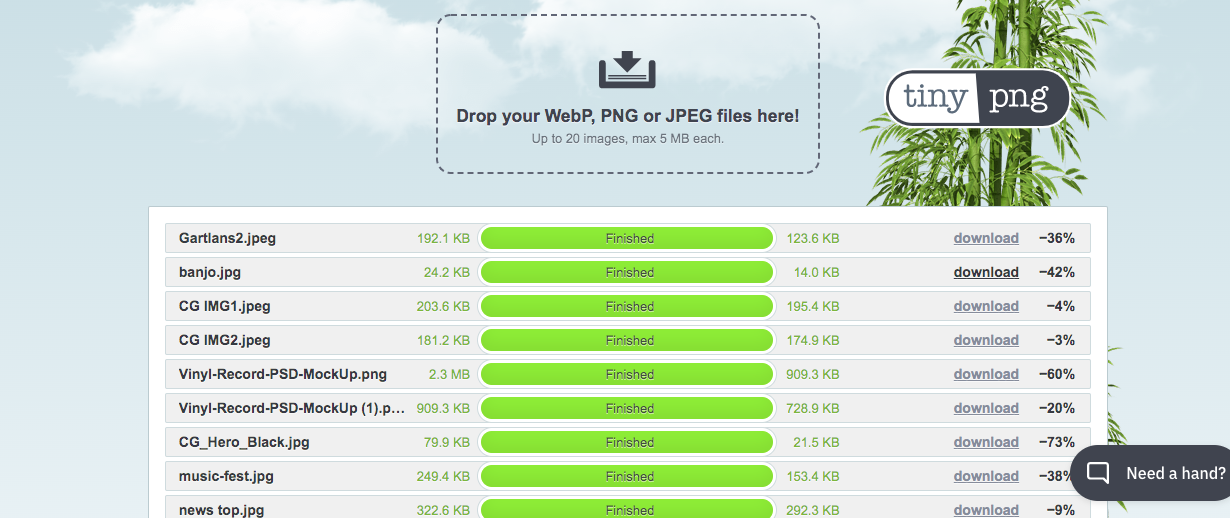 Drop your WebP, PNG or JPEG files here!
Up to 20 images, max 5 MB each.
tiny png
Gartlans2.jpeg 192.1 KB Finished 123.6 KB download −36%
banjo.jpg 24.2 KB Finished 14.0 KB download −42%
CG IMG1.jpeg 203.6 KB Finished 195.4 KB download −4%
CG IMG2.jpeg 181.2 KB Finished 174.9 KB download −3%
Vinyl-Record-PSD-MockUp.png 2.3 MB Finished 909.3 KB download −60%
Vinyl-Record-PSD-MockUp (1).p... 909.3 KB Finished 728.9 KB download −20%
CG_Hero_Black.jpg 79.9 KB Finished 21.5 KB download −73%
music-fest.jpg 249.4 KB Finished 153.4 KB download −38%
Need a hand?
news top.jpg 322.6 KB Finished 292.3 KB download −9%